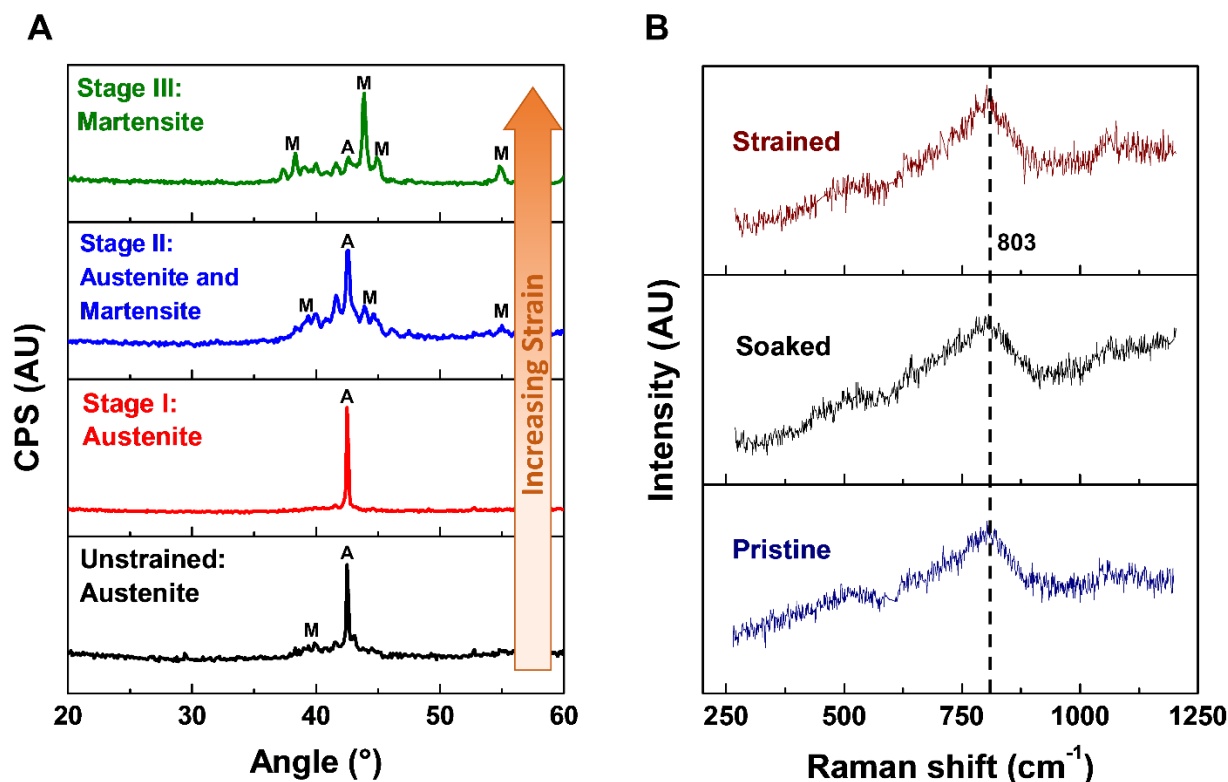 A
Stage III:
Martensite
M
A
M
M
M
Stage II:
Austenite and
Martensite
A
M
M
M
Stage I:
Austenite
A
Unstrained:
Austenite
A
M
Increasing Strain
CPS (AU)
20 30 40 50 60
Angle (°)
B
Strained
803
Soaked
Pristine
Intensity (AU)
250 500 750 1000 1250
Raman shift (cm⁻¹)